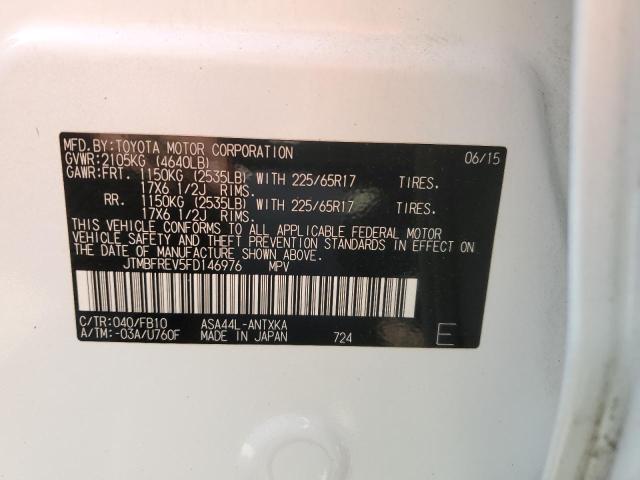 MFD.BY:TOYOTA MOTOR CORPORATION 06/15
GVWR:2105KG (4640LB)
GAWR:FRT. 1150KG (2535LB) WITH 225/65R17 TIRES.
17X6 1/2J RIMS.
RR. 1150KG (2535LB) WITH 225/65R17 TIRES.
17X6 1/2J RIMS.
THIS VEHICLE CONFORMS TO ALL APPLICABLE FEDERAL MOTOR
VEHICLE SAFETY AND THEFT PREVENTION STANDARDS IN EFFECT ON
THE DATE OF MANUFACTURE SHOWN ABOVE.
JTMBFREV5FD146976 MPV
C/TR:040/FB10 ASA44L-ANTXKA
A/TM:-03A/U760F MADE IN JAPAN 724 E